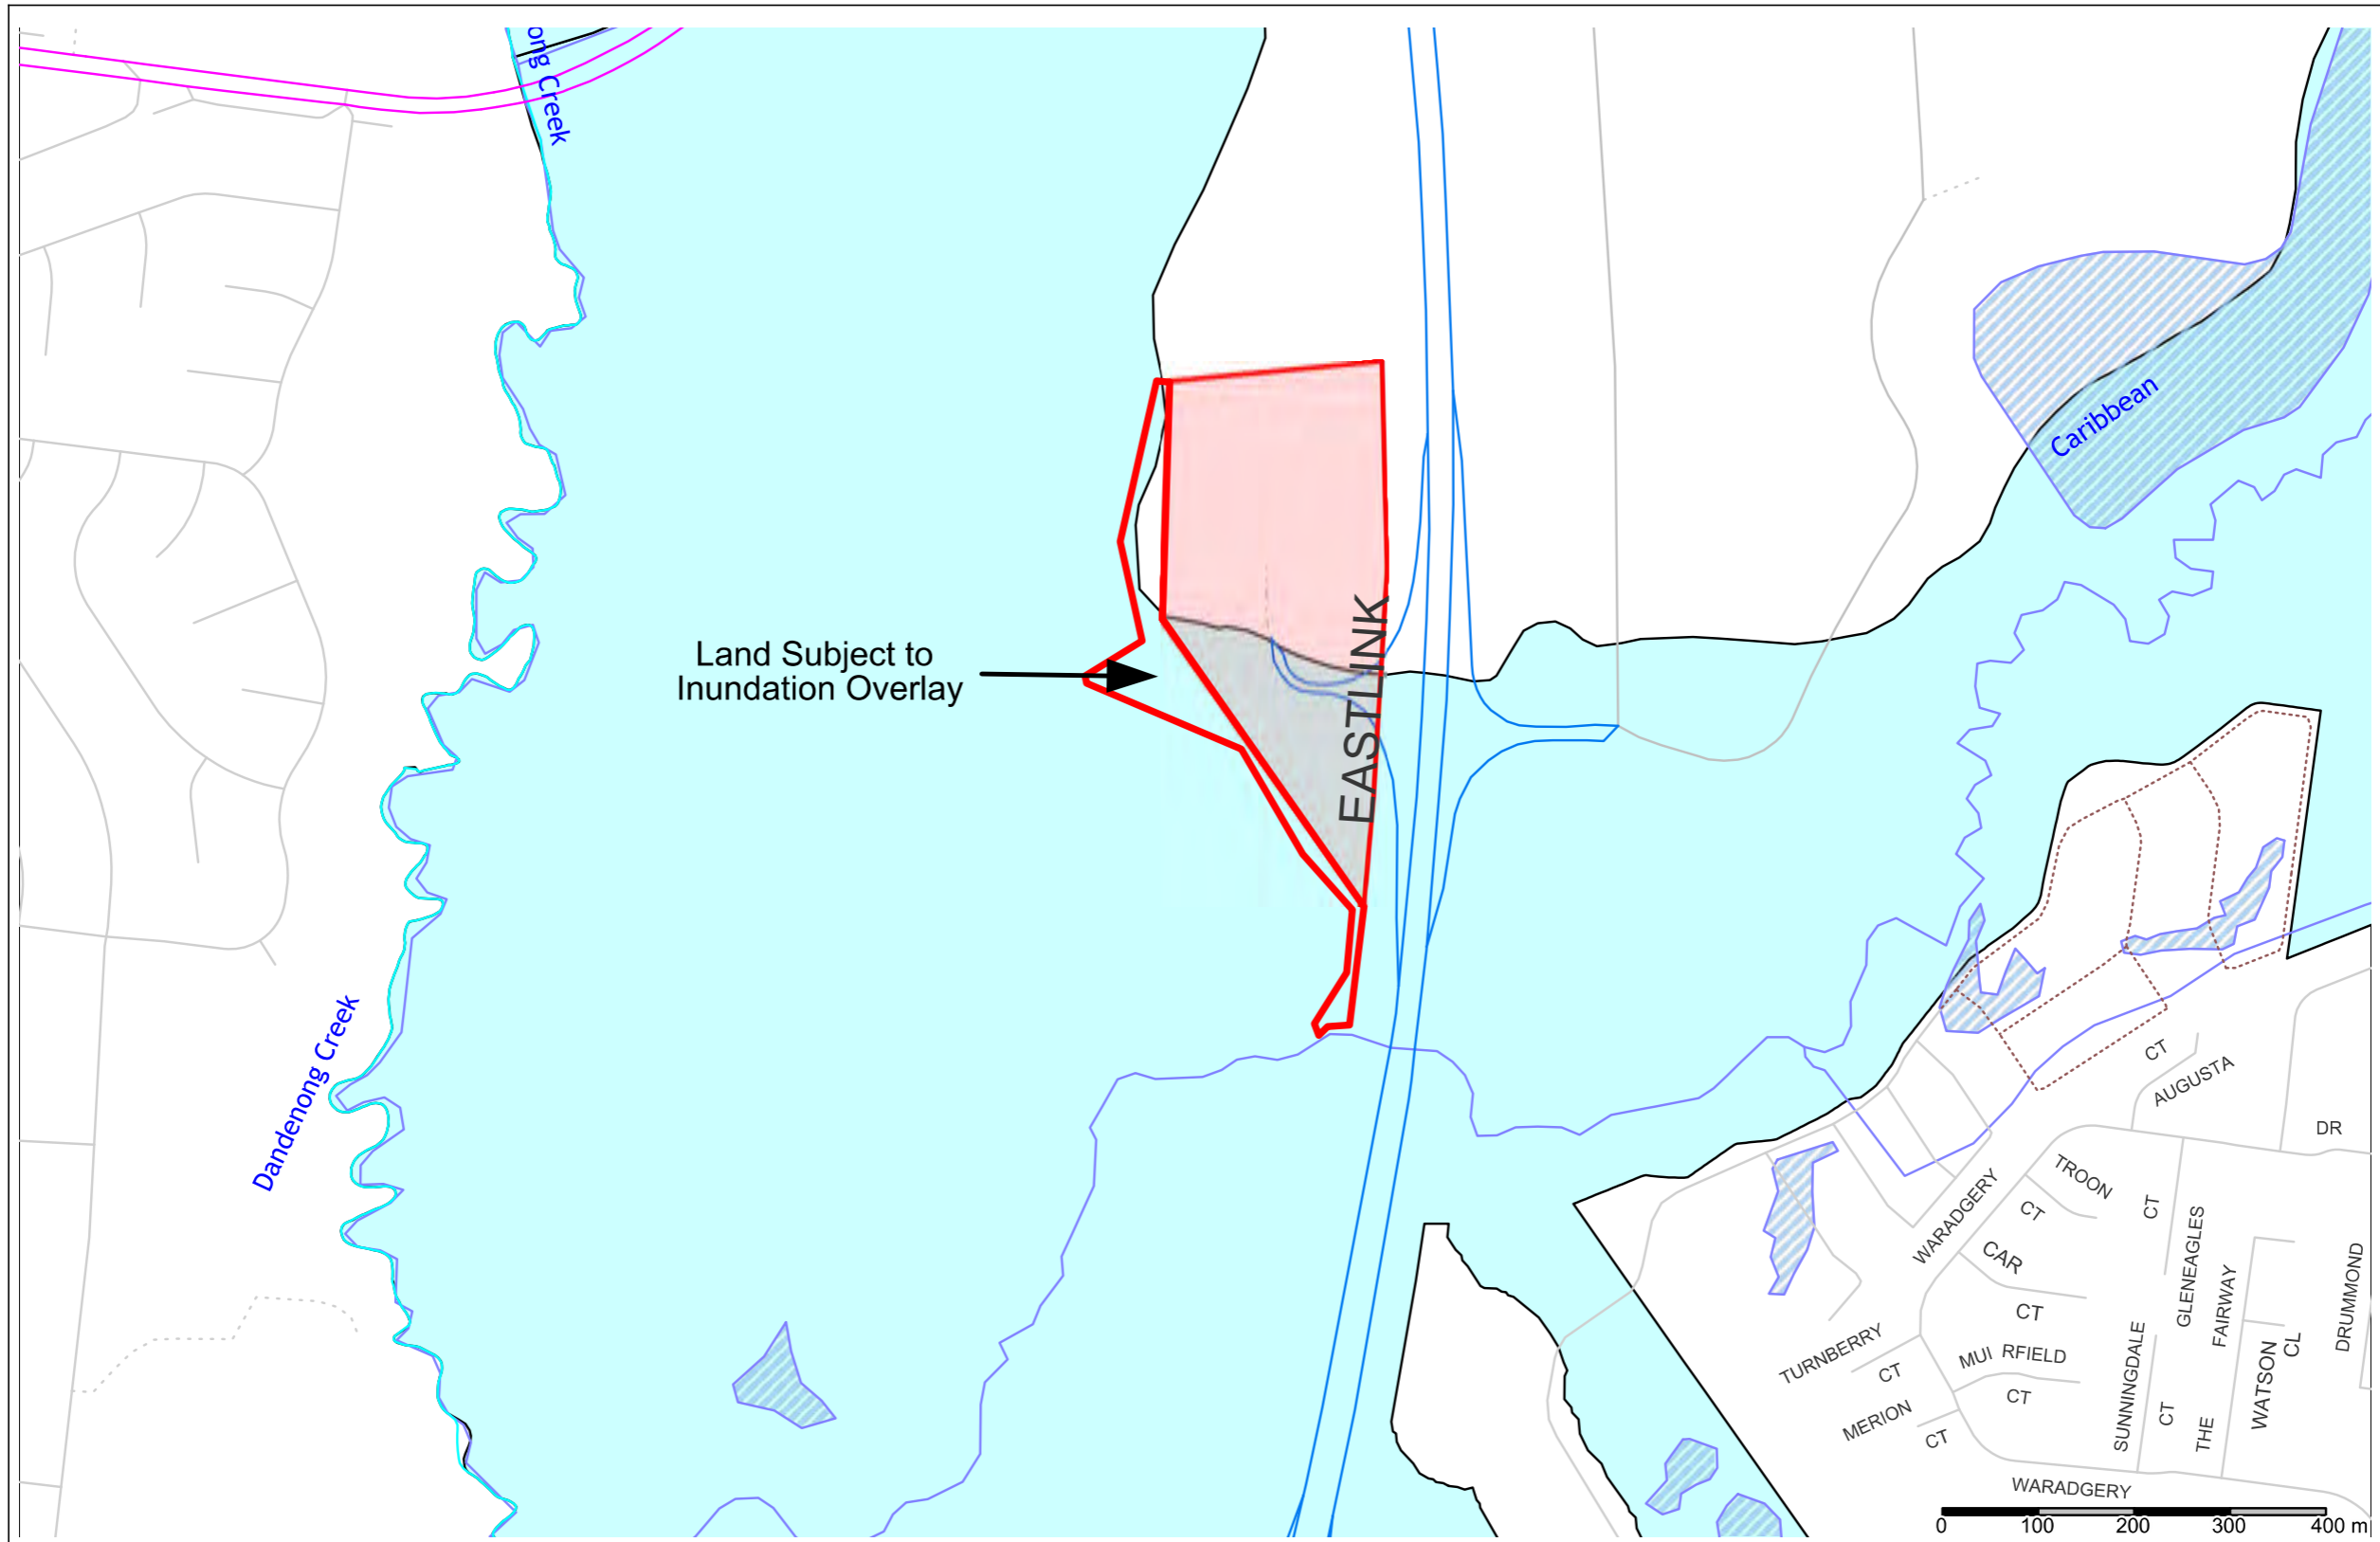 ong Creek
Caribbean
Land Subject to
Inundation Overlay
EASTLINK
Dandenong Creek
CT
AUGUSTA
DR
TROON
CT
WARADGERY
CT
GLENEAGLES
CAR
CT
FAIRWAY
DRUMMOND
TURNBERRY
CT
MUI RFIELD
CT
SUNNINGDALE
WATSON
CL
MERION
CT
CT
THE
WARADGERY
0 100 200 300 400 m